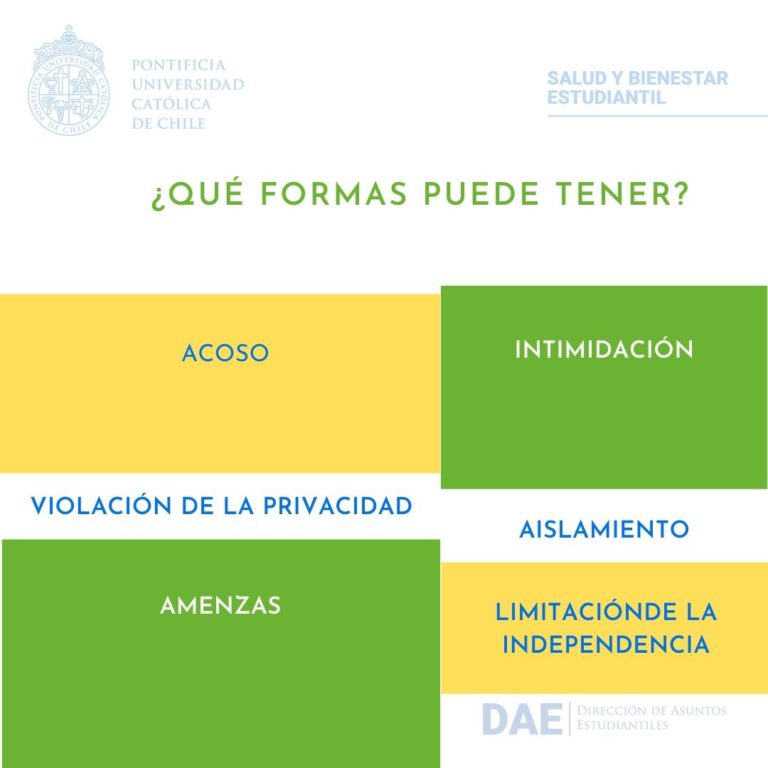 PONTIFICIA
UNIVERSIDAD
CATÓLICA
DE CHILE
SALUD Y BIENESTAR
ESTUDIANTIL
¿QUÉ FORMAS PUEDE TENER?
ACOSO
INTIMIDACIÓN
VIOLACIÓN DE LA PRIVACIDAD
AISLAMIENTO
AMENZAS
LIMITACIÓNDE LA
INDEPENDENCIA
DAE
DIRECCIÓN DE ASUNTOS
ESTUDIANTILES